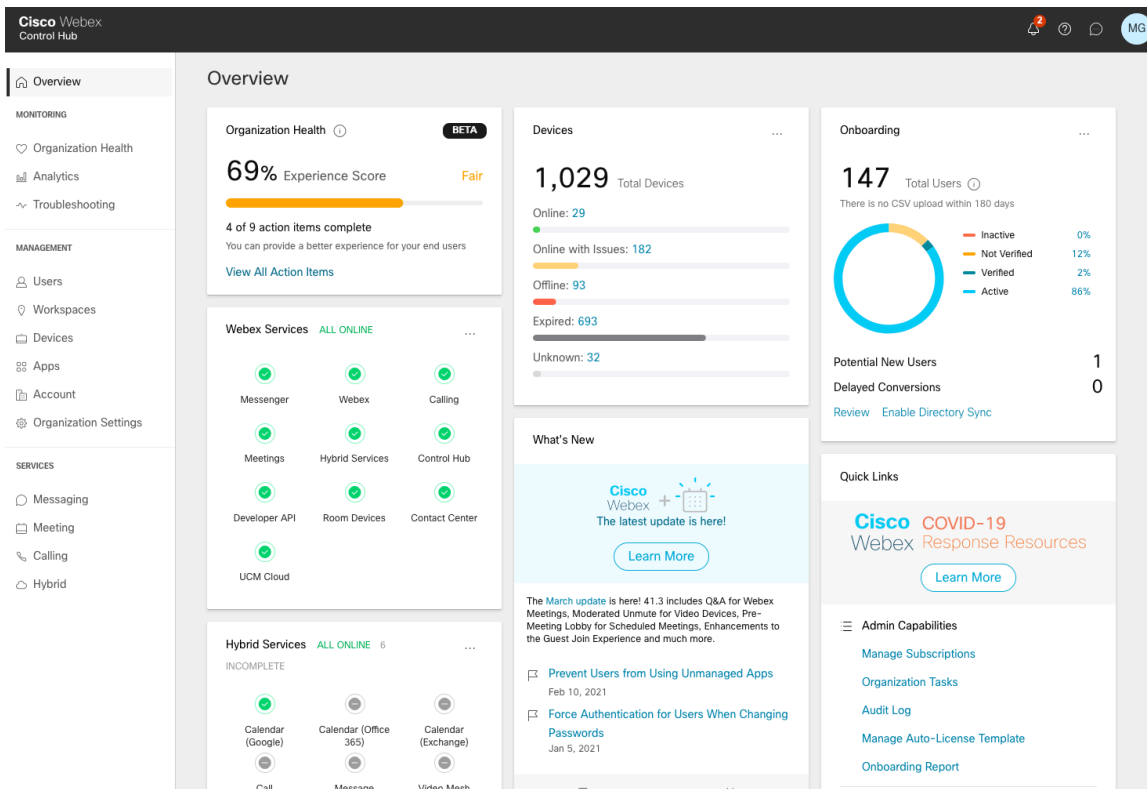 Cisco Webex
Control Hub
2
MG
Overview
MONITORING
Organization Health
Analytics
Troubleshooting
MANAGEMENT
Users
Workspaces
Devices
Apps
Account
Organization Settings
SERVICES
Messaging
Meeting
Calling
Hybrid
Overview
Organization Health
BETA
69% Experience Score
Fair
4 of 9 action items complete
You can provide a better experience for your end users
View All Action Items
Webex Services ALL ONLINE ...
Messenger Webex Calling
Meetings Hybrid Services Control Hub
Developer API Room Devices Contact Center
UCM Cloud
Hybrid Services ALL ONLINE 6 ...
INCOMPLETE
Calendar (Google)
Calendar (Office 365)
Calendar (Exchange)
Call Message Video Mesh
Devices ...
1,029 Total Devices
Online: 29
Online with Issues: 182
Offline: 93
Expired: 693
Unknown: 32
What's New
Cisco
Webex +
The latest update is here!
Learn More
The March update is here! 41.3 includes Q&A for Webex
Meetings, Moderated Unmute for Video Devices, Pre-
Meeting Lobby for Scheduled Meetings, Enhancements to
the Guest Join Experience and much more.
Prevent Users from Using Unmanaged Apps
Feb 10, 2021
Force Authentication for Users When Changing
Passwords
Jan 5, 2021
Onboarding ...
147 Total Users
There is no CSV upload within 180 days
Inactive 0%
Not Verified 12%
Verified 2%
Active 86%
Potential New Users 1
Delayed Conversions 0
Review Enable Directory Sync
Quick Links
Cisco COVID-19
Webex Response Resources
Learn More
Admin Capabilities
Manage Subscriptions
Organization Tasks
Audit Log
Manage Auto-License Template
Onboarding Report